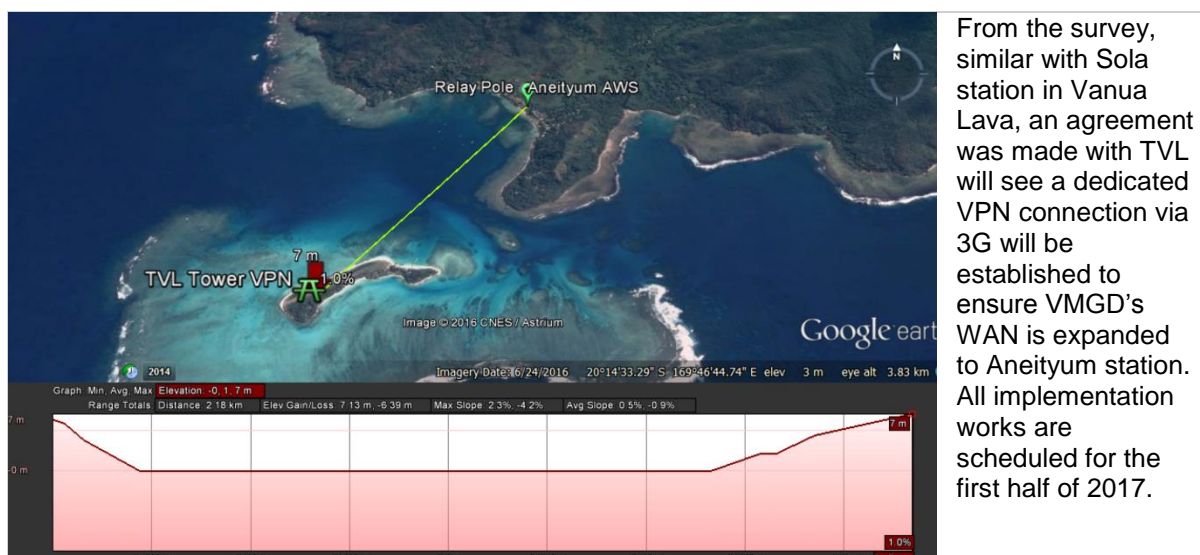 Relay Pole Aneityum AWS
N
7 m
1.0%
TVL Tower VPN
Image © 2016 CNES / Astrium
Google eart
2014
Imagery Date: 6/24/2016 20°14'33.29" S 169°46'44.74" E elev 3 m eye alt 3.83 km
Graph: Min, Avg, Max Elevation: -0, 1, 7 m
Range Totals: Distance: 2.18 km Elev Gain/Loss: 7.13 m, -6.39 m Max Slope: 2.3%, -4.2% Avg Slope: 0.5%, -0.9%
7 m
7 m
-0 m
1.0%
From the survey,
similar with Sola
station in Vanua
Lava, an agreement
was made with TVL
will see a dedicated
VPN connection via
3G will be
established to
ensure VMGD’s
WAN is expanded
to Aneityum station.
All implementation
works are
scheduled for the
first half of 2017.